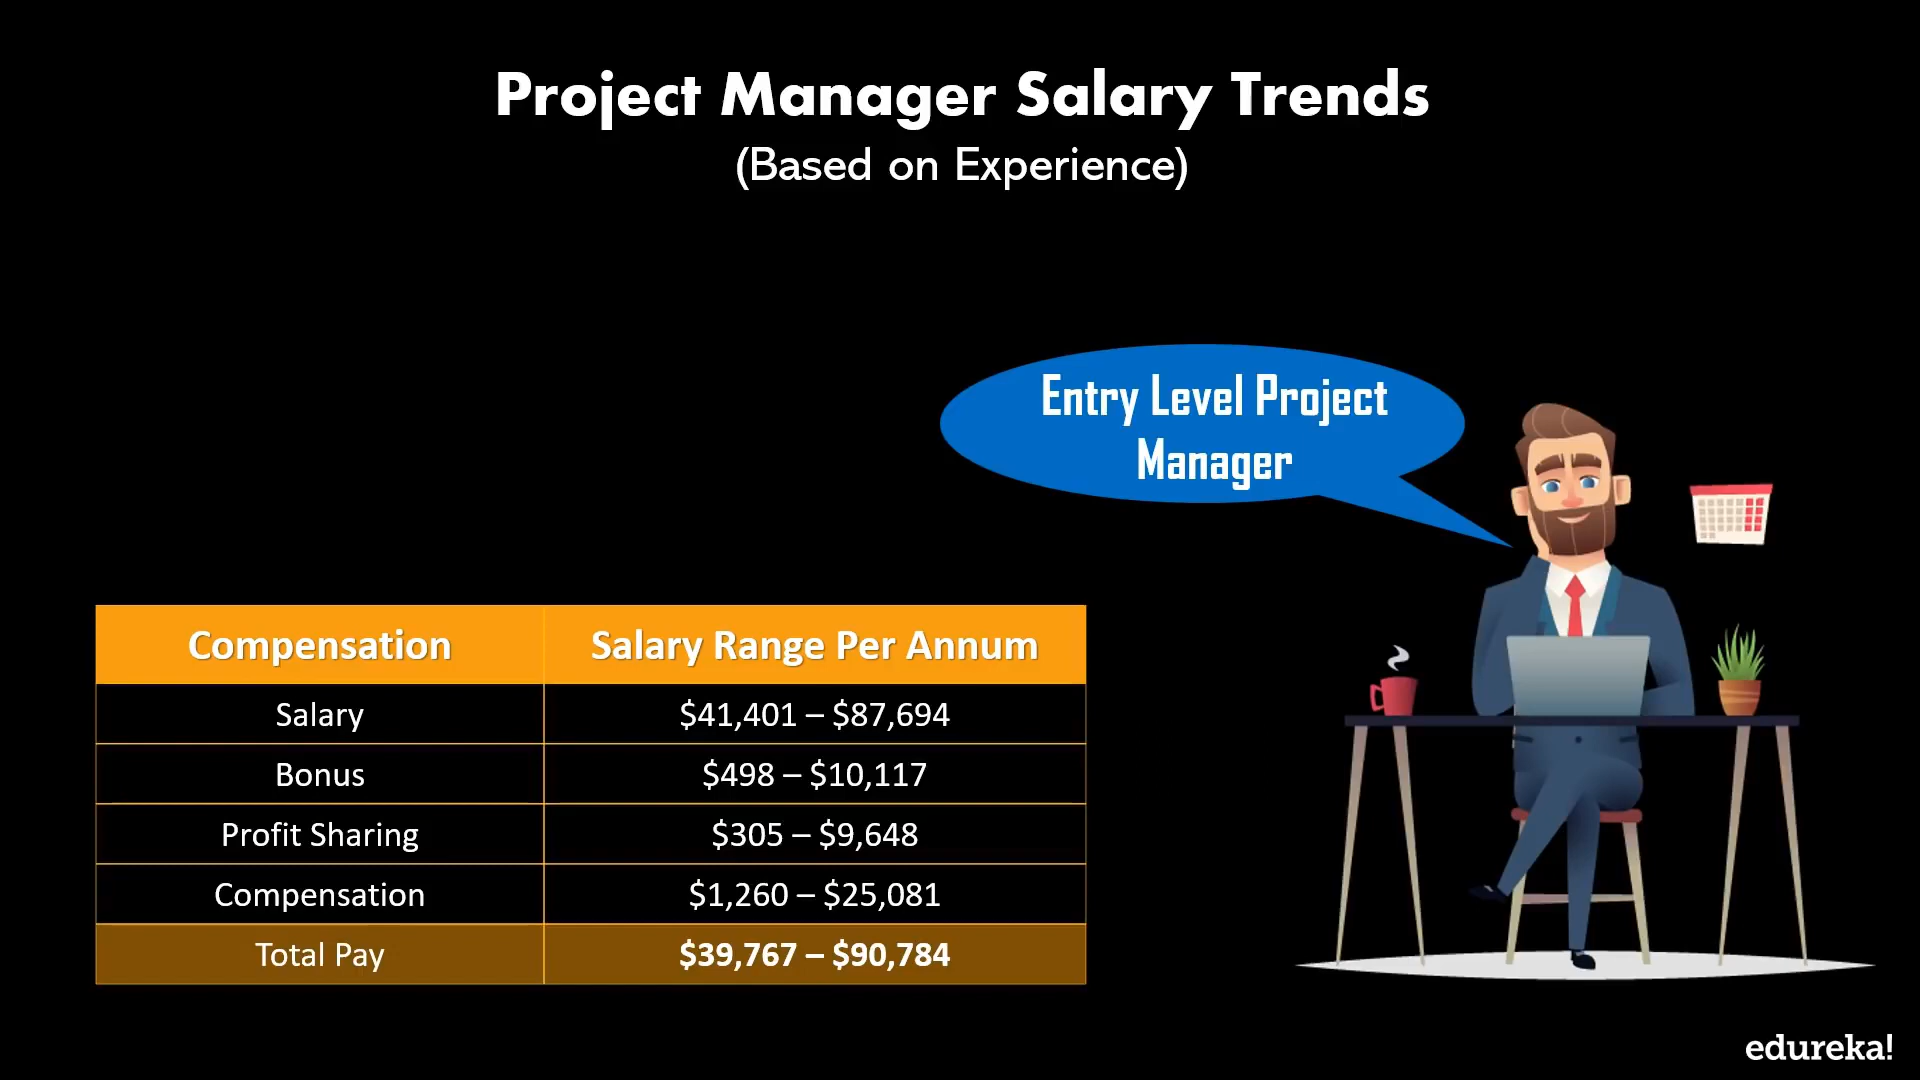 Project Manager Salary Trends
(Based on Experience)
Entry Level Project
Manager
Compensation Salary Range Per Annum
Salary $41,401 – $87,694
Bonus $498 – $10,117
Profit Sharing $305 – $9,648
Compensation $1,260 – $25,081
Total Pay $39,767 – $90,784
edureka!